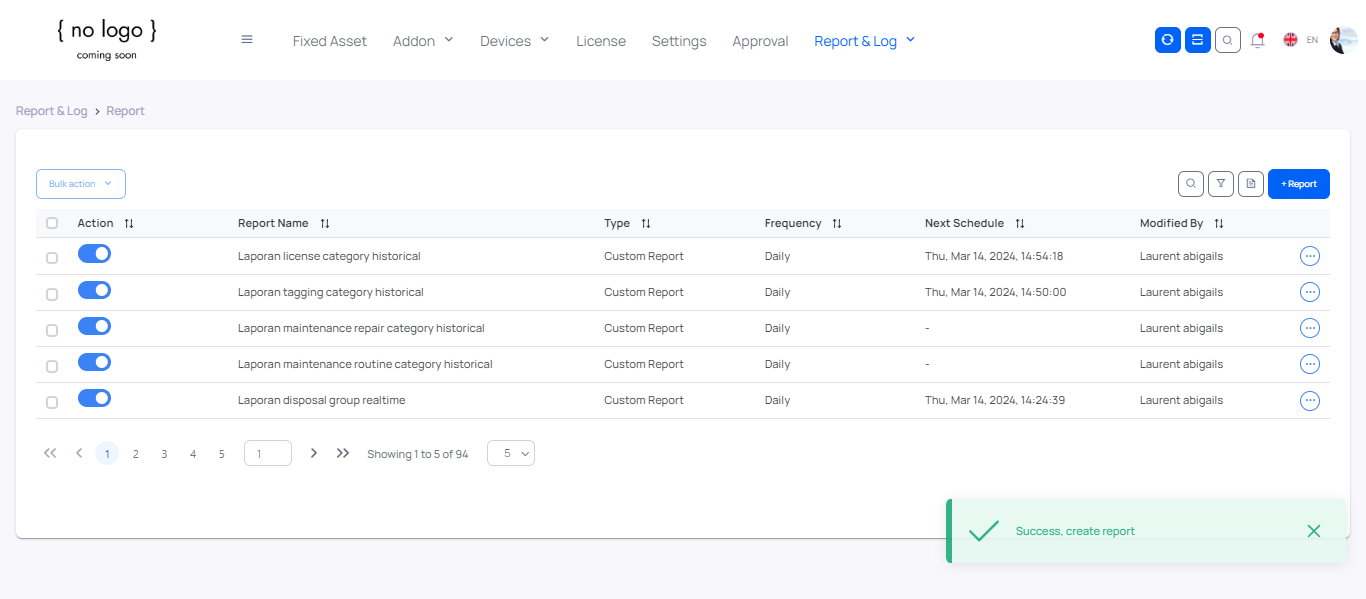 { no logo }
coming soon
Fixed Asset Addon Devices License Settings Approval Report & Log EN
Report & Log > Report
Bulk action + Report
Action Report Name Type Frequency Next Schedule Modified By
Laporan license category historical Custom Report Daily Thu, Mar 14, 2024, 14:54:18 Laurent abigails
Laporan tagging category historical Custom Report Daily Thu, Mar 14, 2024, 14:50:00 Laurent abigails
Laporan maintenance repair category historical Custom Report Daily - Laurent abigails
Laporan maintenance routine category historical Custom Report Daily - Laurent abigails
Laporan disposal group realtime Custom Report Daily Thu, Mar 14, 2024, 14:24:39 Laurent abigails
1 2 3 4 5 1 Showing 1 to 5 of 94 5
Success, create report